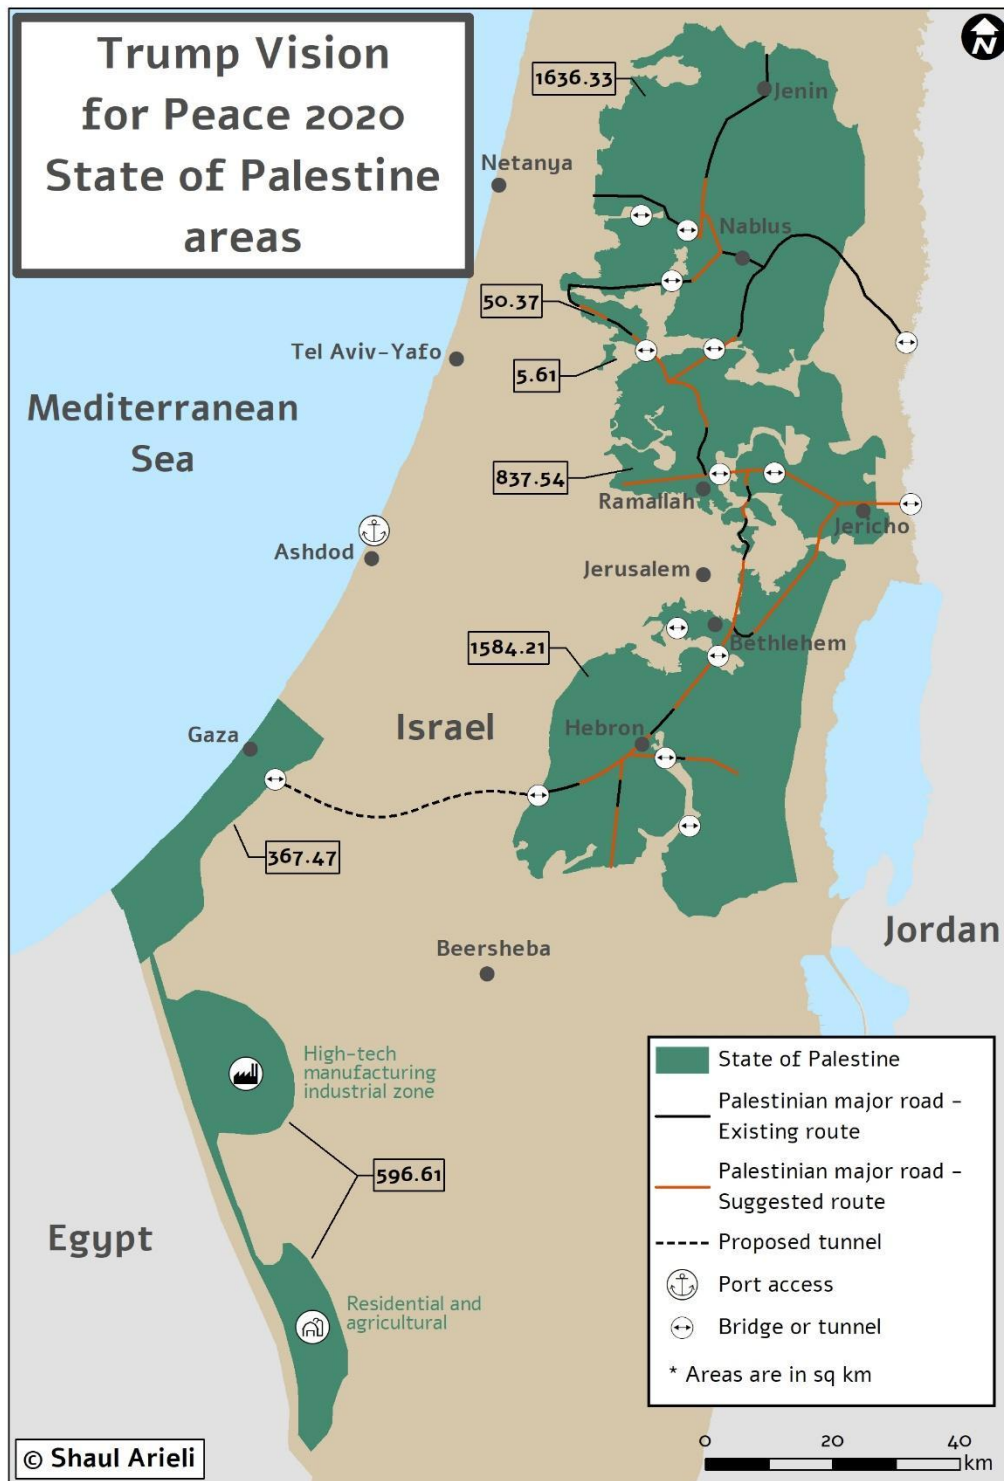 Trump Vision
for Peace 2020
State of Palestine
areas
N
1636.33
Jenin
Netanya
Nablus
50.37
Tel Aviv-Yafo
5.61
Mediterranean
Sea
837.54
Ramallah
Jericho
Ashdod
Jerusalem
1584.21
Bethlehem
Israel
Gaza
Hebron
367.47
Jordan
Beersheba
High-tech
manufacturing
industrial zone
596.61
Egypt
Residential and
agricultural
State of Palestine
Palestinian major road -
Existing route
Palestinian major road -
Suggested route
Proposed tunnel
Port access
Bridge or tunnel
* Areas are in sq km
© Shaul Arieli
0 20 40
km